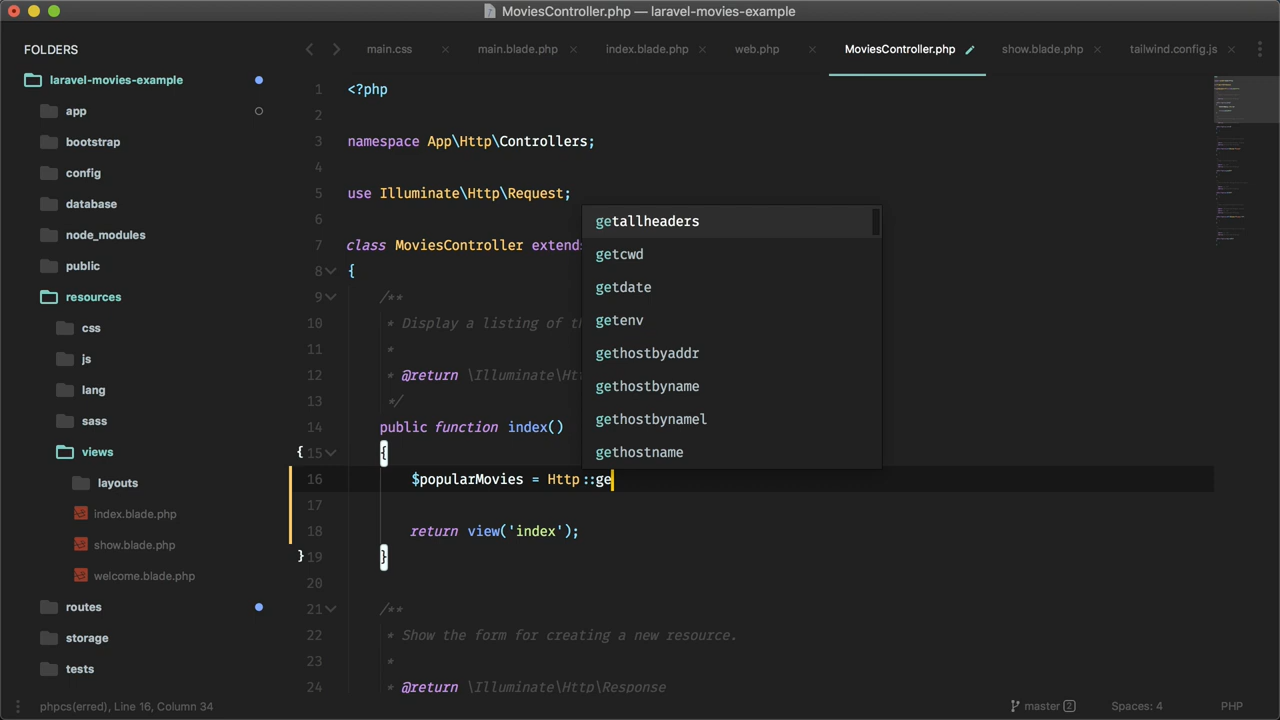 MoviesController.php — laravel-movies-example
FOLDERS
laravel-movies-example
app
bootstrap
config
database
node_modules
public
resources
css
js
lang
sass
views
layouts
index.blade.php
show.blade.php
welcome.blade.php
routes
storage
tests
main.css
main.blade.php
index.blade.php
web.php
MoviesController.php
show.blade.php
tailwind.config.js
1 <?php
2
3 namespace App\Http\Controllers;
4
5 use Illuminate\Http\Request;
6
7 class MoviesController extends
8 {
9 /**
10 * Display a listing of th
11 *
12 * @return \Illuminate\Htt
13 */
14 public function index()
{ 15 {
16 $popularMovies = Http::ge
17
18 return view('index');
} 19 }
20
21 /**
22 * Show the form for creating a new resource.
23 *
24 * @return \Illuminate\Http\Response
getallheaders
getcwd
getdate
getenv
gethostbyaddr
gethostbyname
gethostbynamel
gethostname
phpcs(erred), Line 16, Column 34
master 2
Spaces: 4
PHP